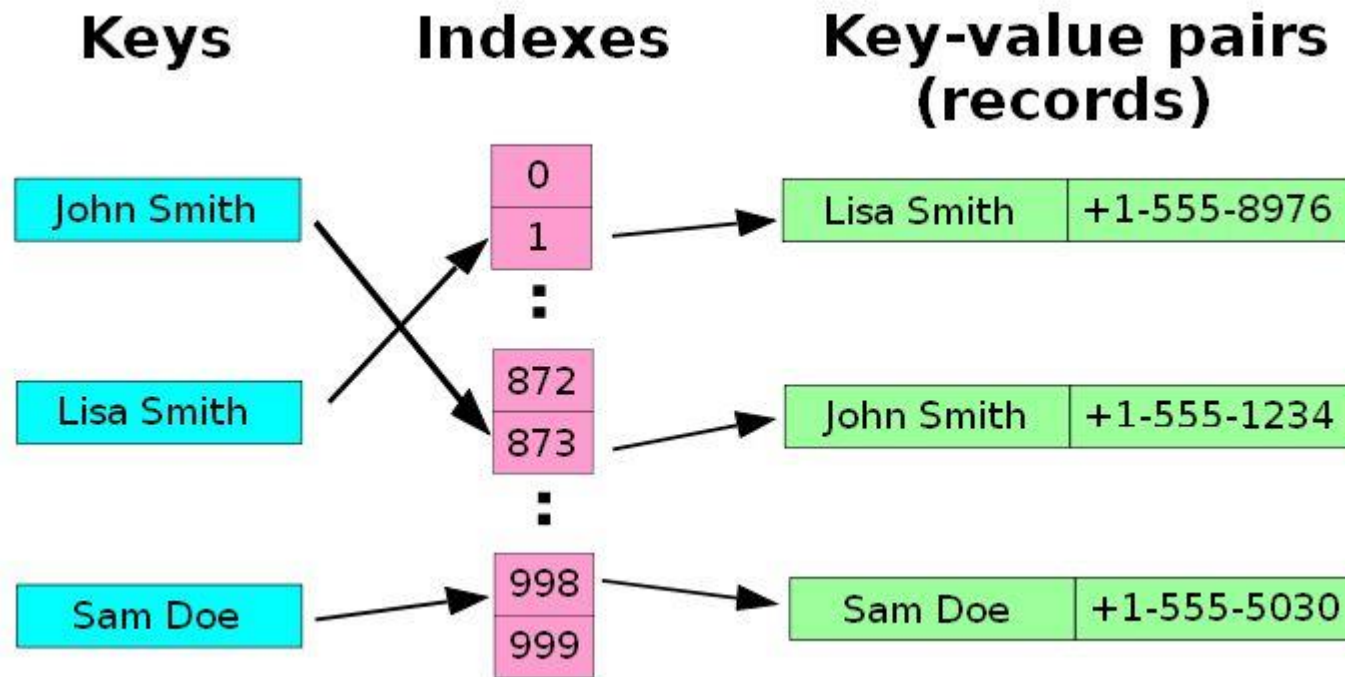 Keys
Indexes
Key-value pairs
(records)
John Smith
0
1
Lisa Smith
+1-555-8976
:
Lisa Smith
872
873
John Smith
+1-555-1234
:
Sam Doe
998
999
Sam Doe
+1-555-5030